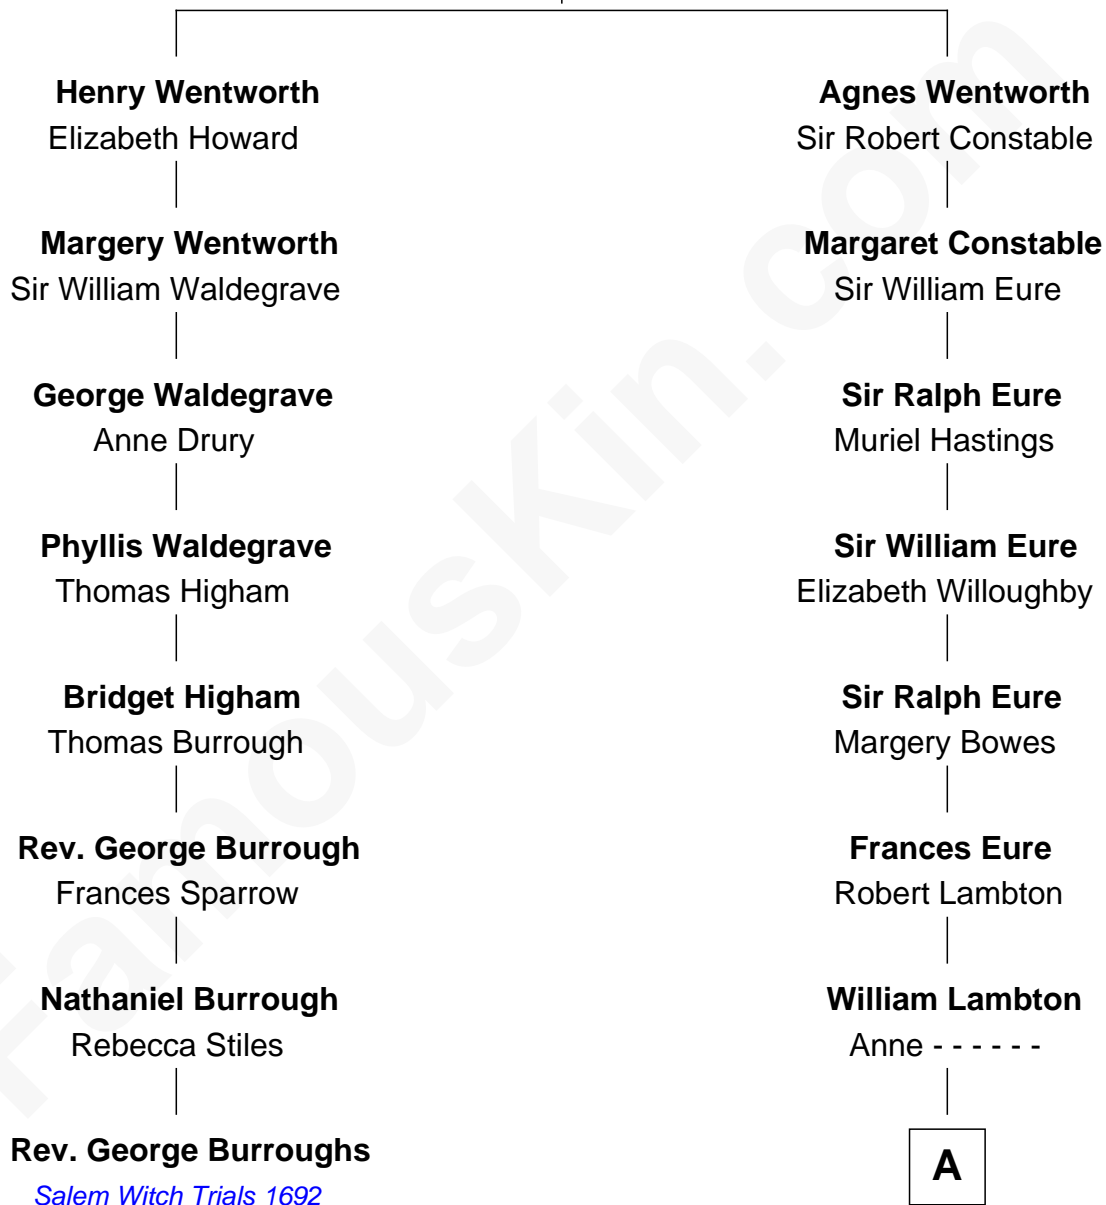 Henry Wentworth
Elizabeth Howard
Agnes Wentworth
Sir Robert Constable
Margery Wentworth
Sir William Waldegrave
Margaret Constable
Sir William Eure
George Waldegrave
Anne Drury
Sir Ralph Eure
Muriel Hastings
Phyllis Waldegrave
Thomas Higham
Sir William Eure
Elizabeth Willoughby
Bridget Higham
Thomas Burrough
Sir Ralph Eure
Margery Bowes
Rev. George Burrough
Frances Sparrow
Frances Eure
Robert Lambton
Nathaniel Burrough
Rebecca Stiles
William Lambton
Anne - - - - - -
Rev. George Burroughs
Salem Witch Trials 1692
A
FamousKin.com